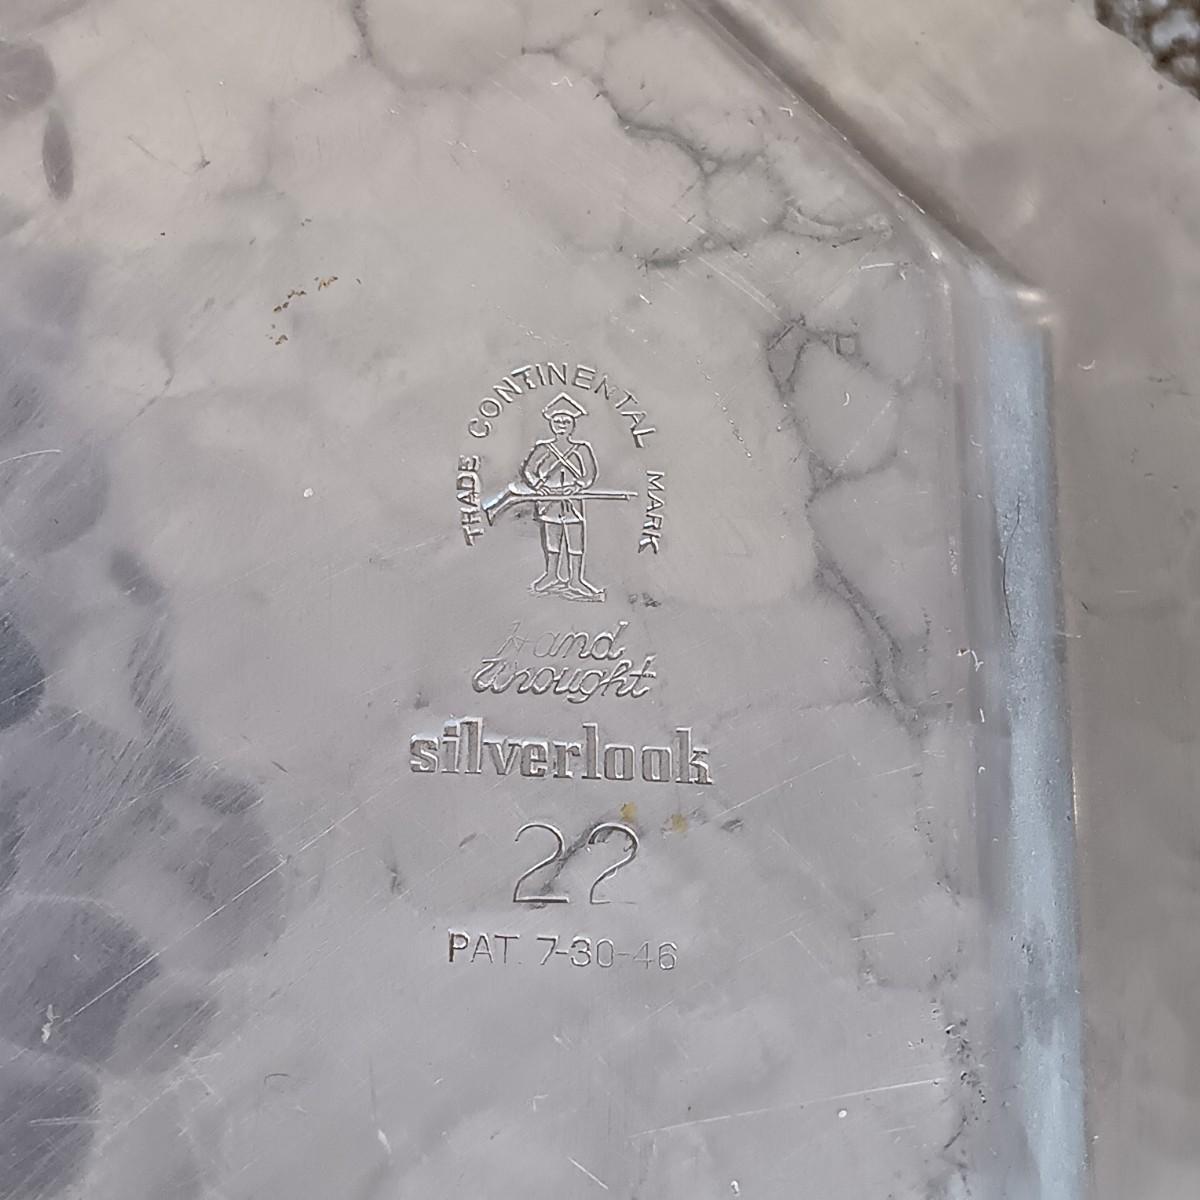 TRADE CONTINENTAL MARK
Hand
Wrought
silverlook
22
PAT. 7-30-46